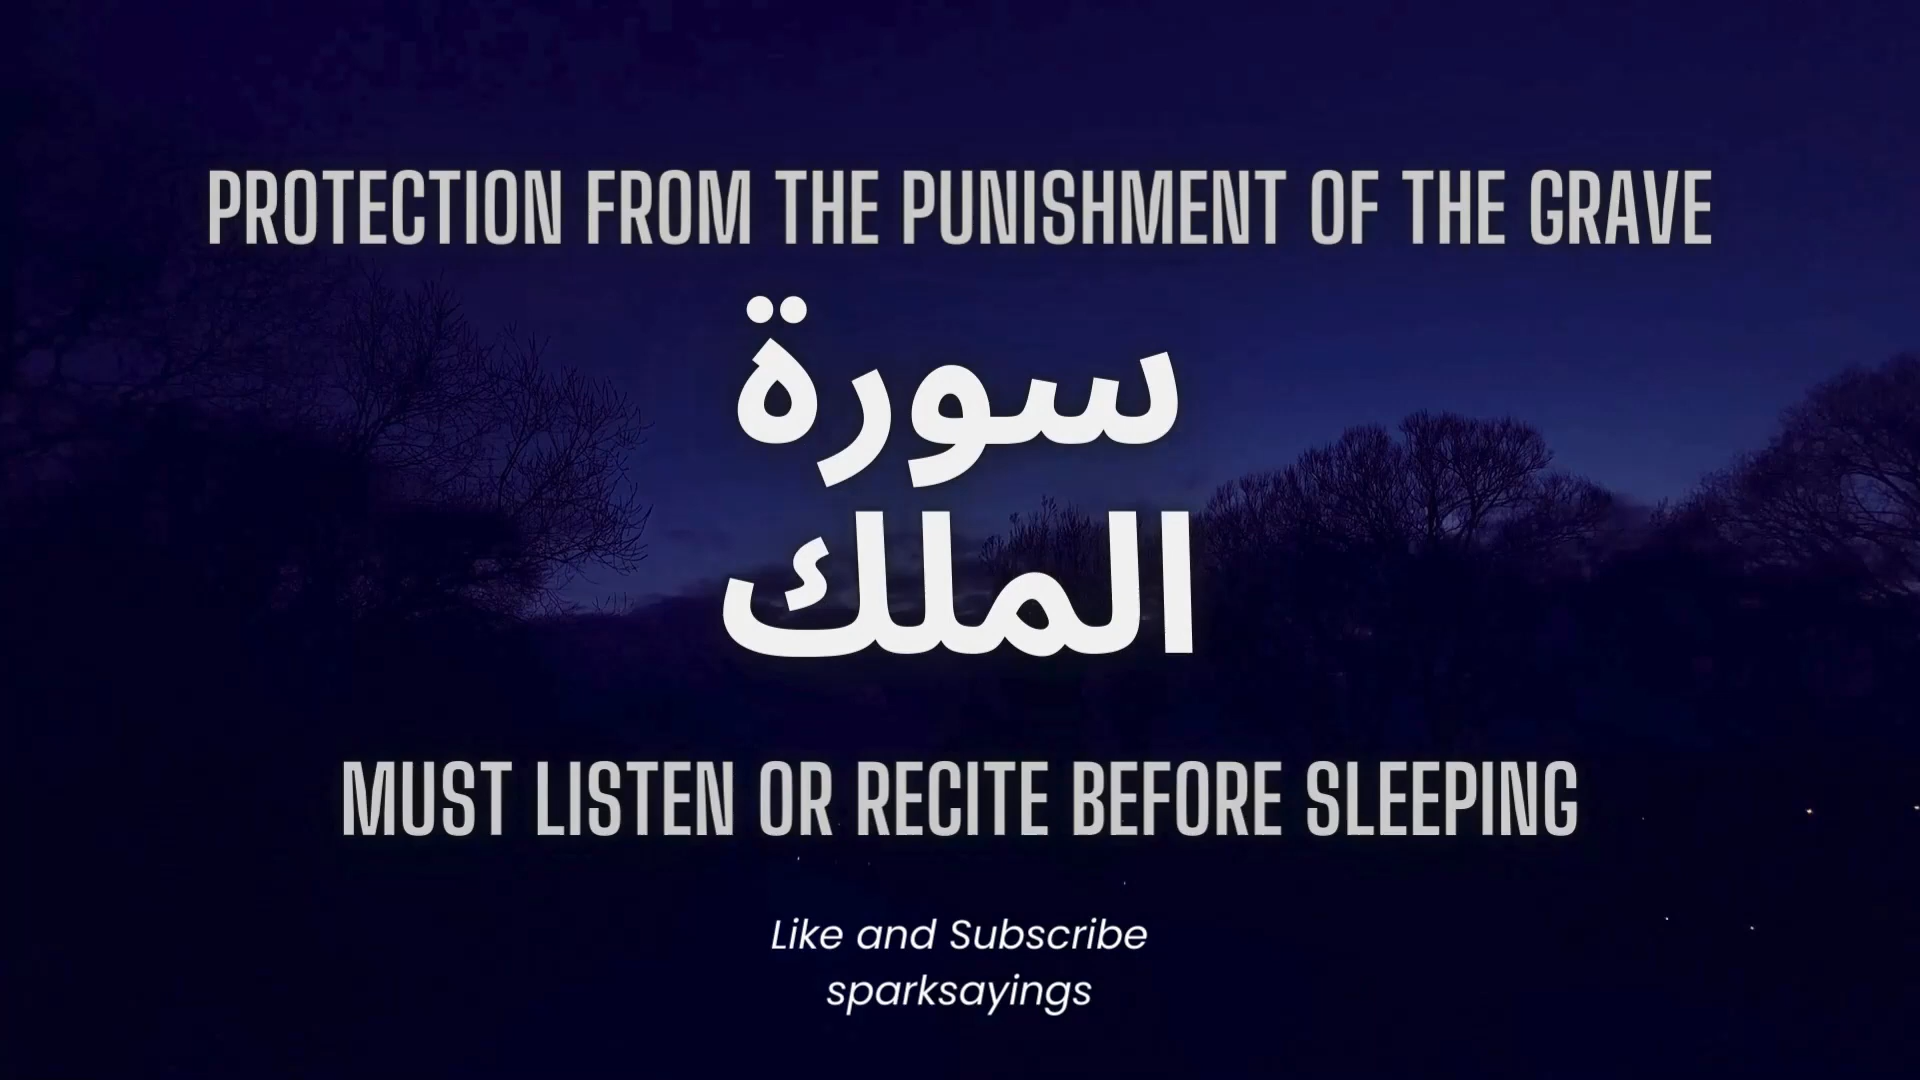 PROTECTION FROM THE PUNISHMENT OF THE GRAVE
سورة
الملك
MUST LISTEN OR RECITE BEFORE SLEEPING
Like and Subscribe
sparksayings